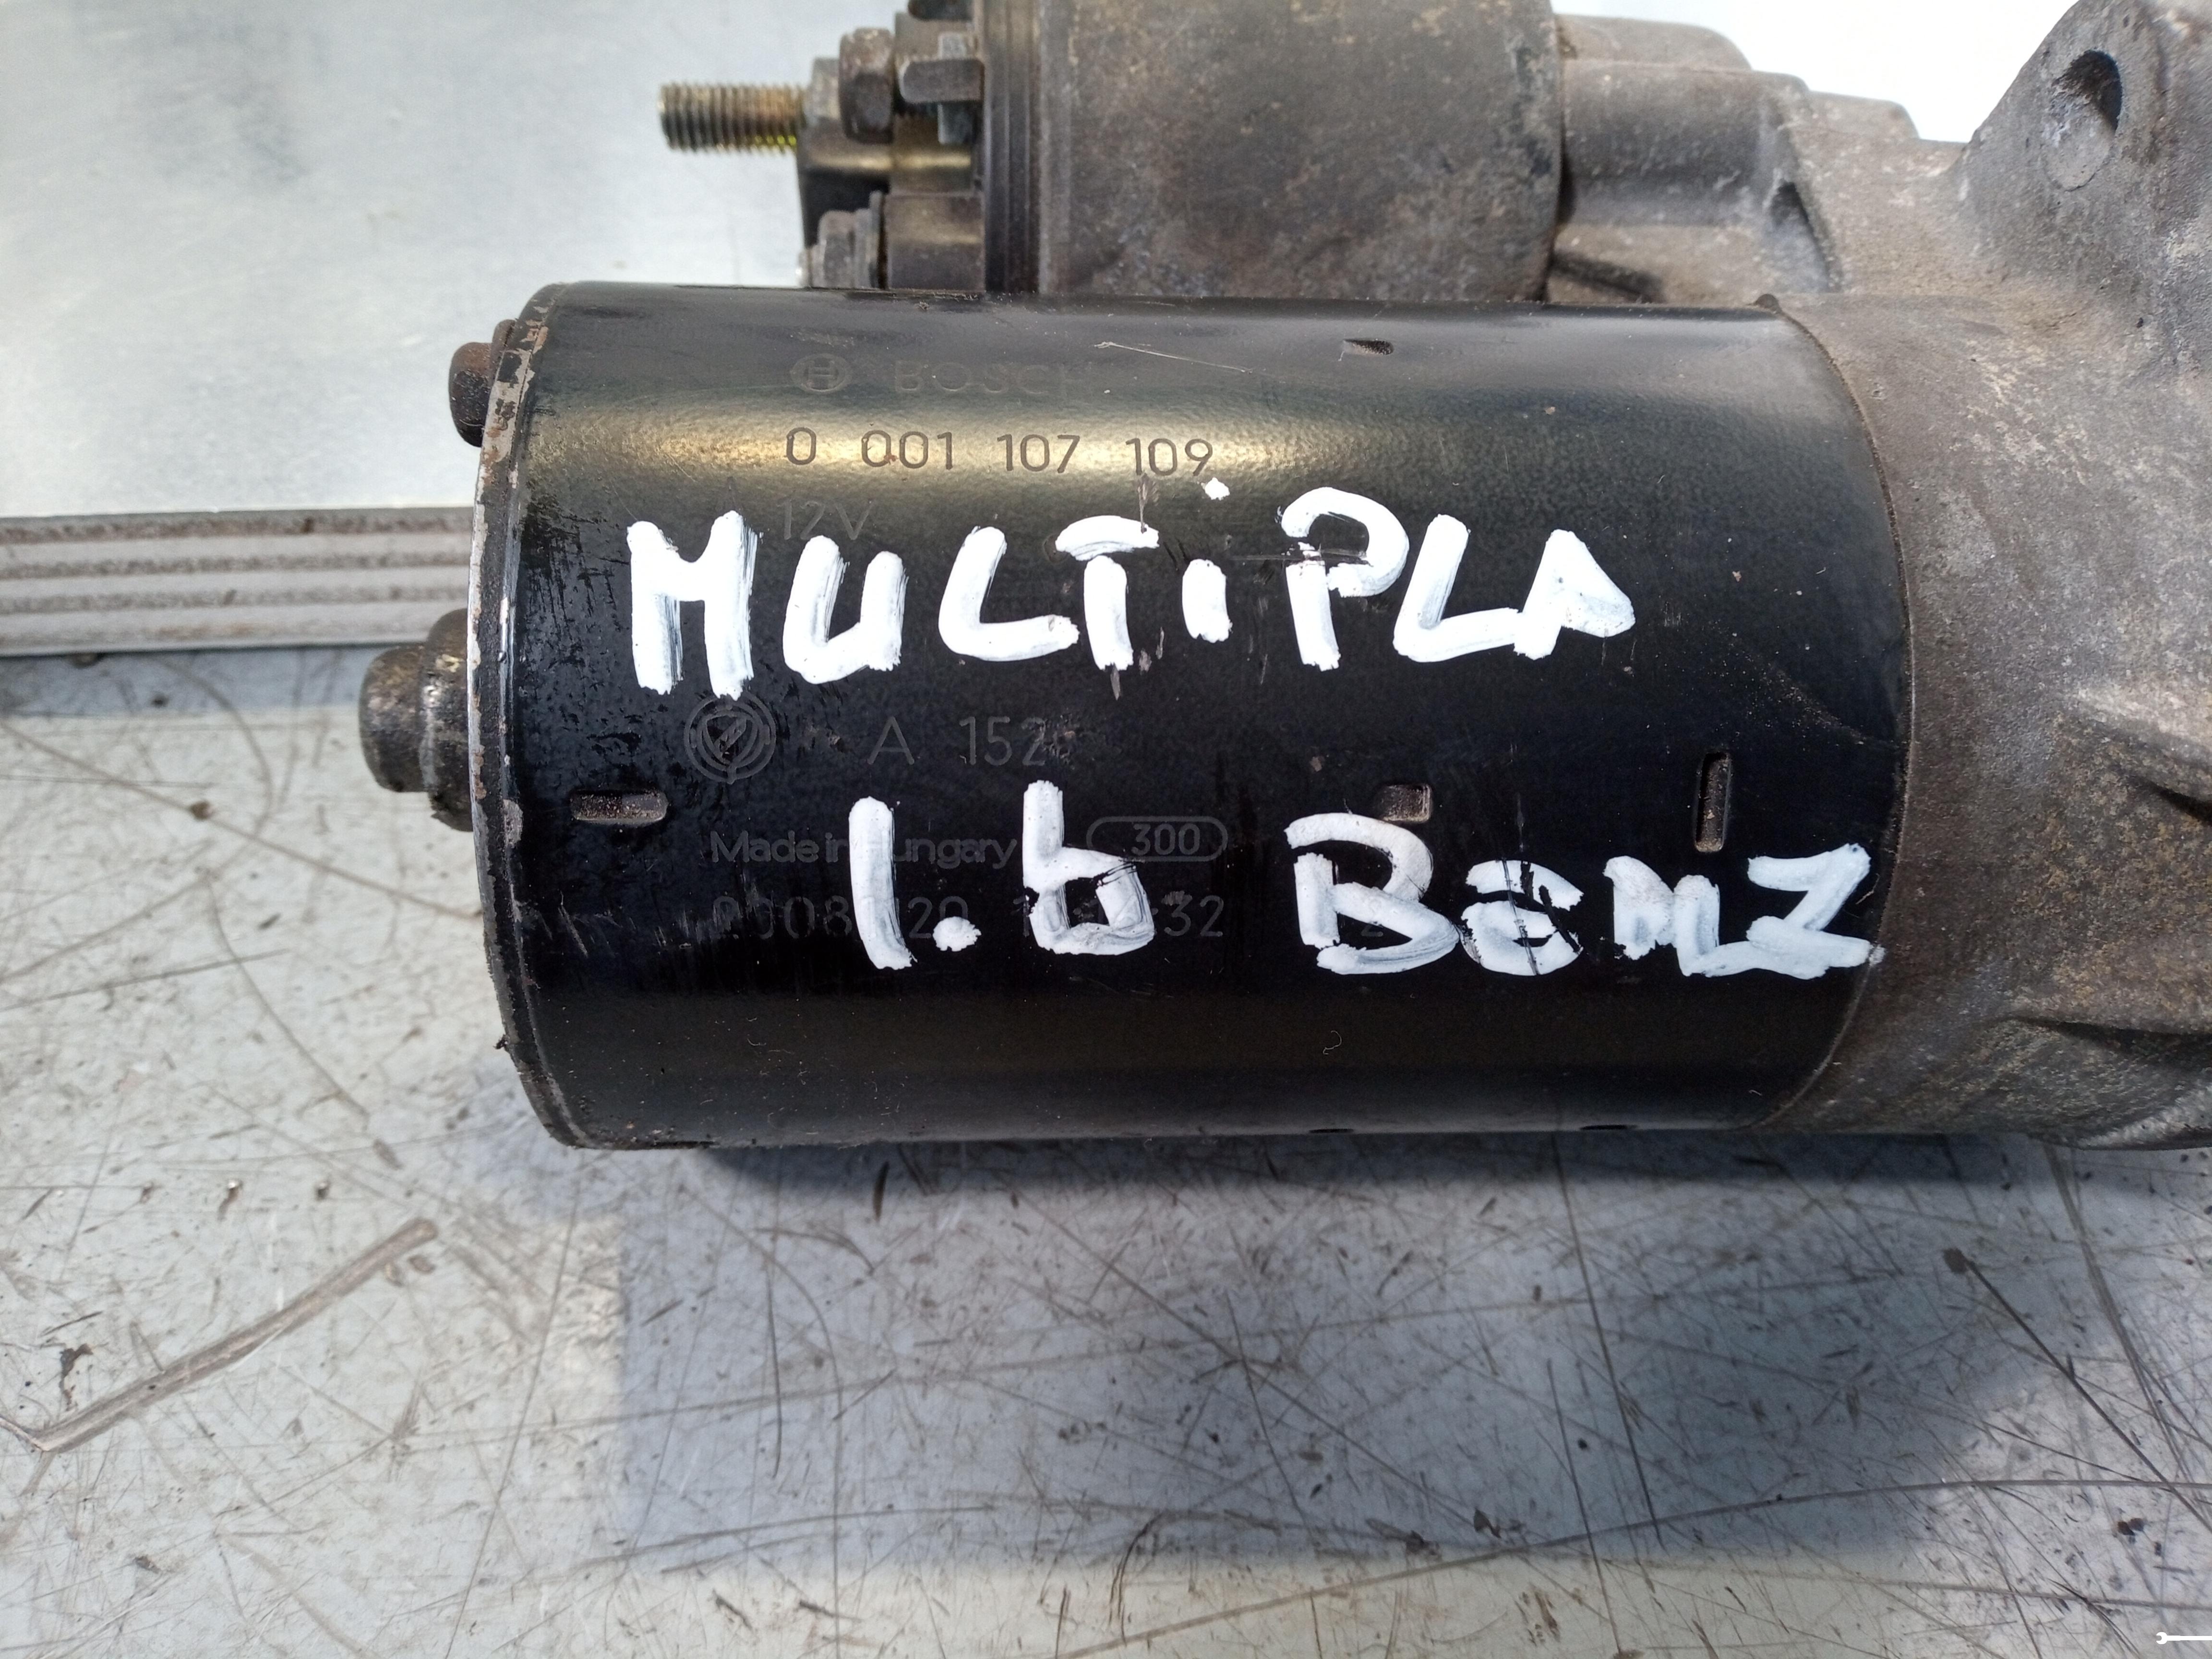 BOSCH
0 001 107 109
12V
MULTiPLA
A 152
Made in Hungary 300
1.6 BenZ